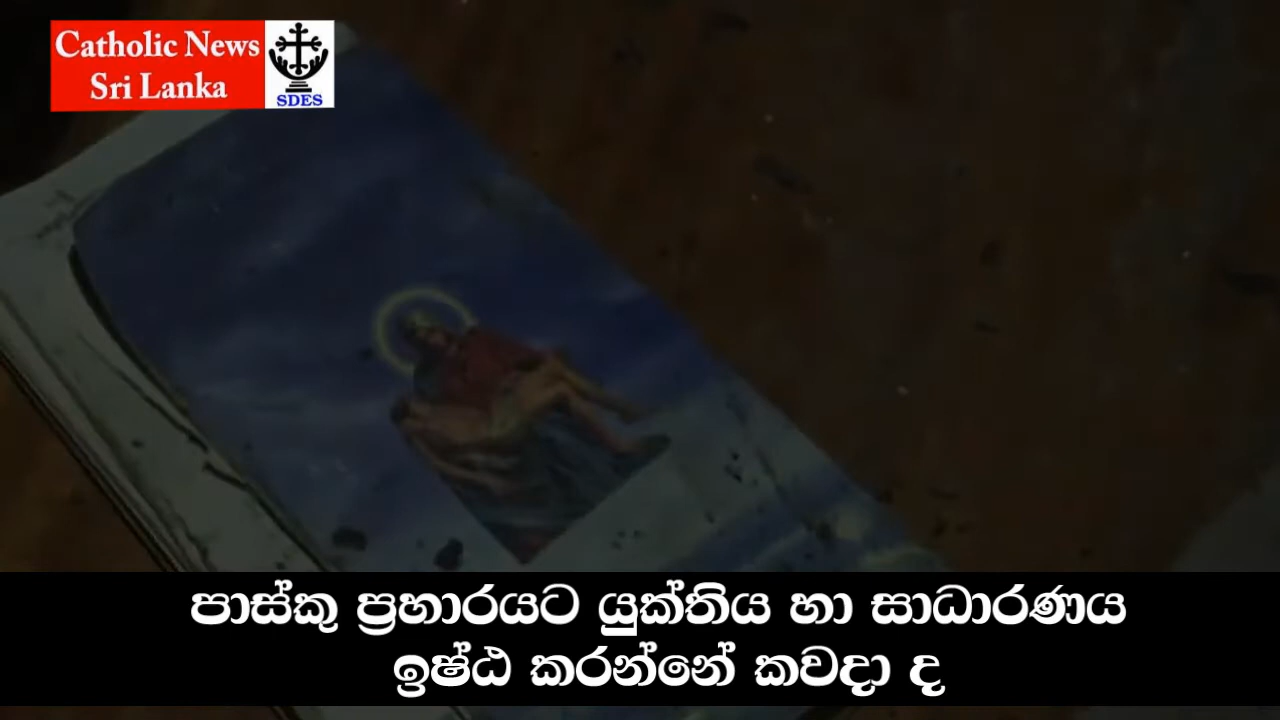 Catholic News
Sri Lanka
SDES
පාස්කු ප්‍රහාරයට යුක්තිය හා සාධාරණය
ඉෂ්ඨ කරන්නේ කවදා ද